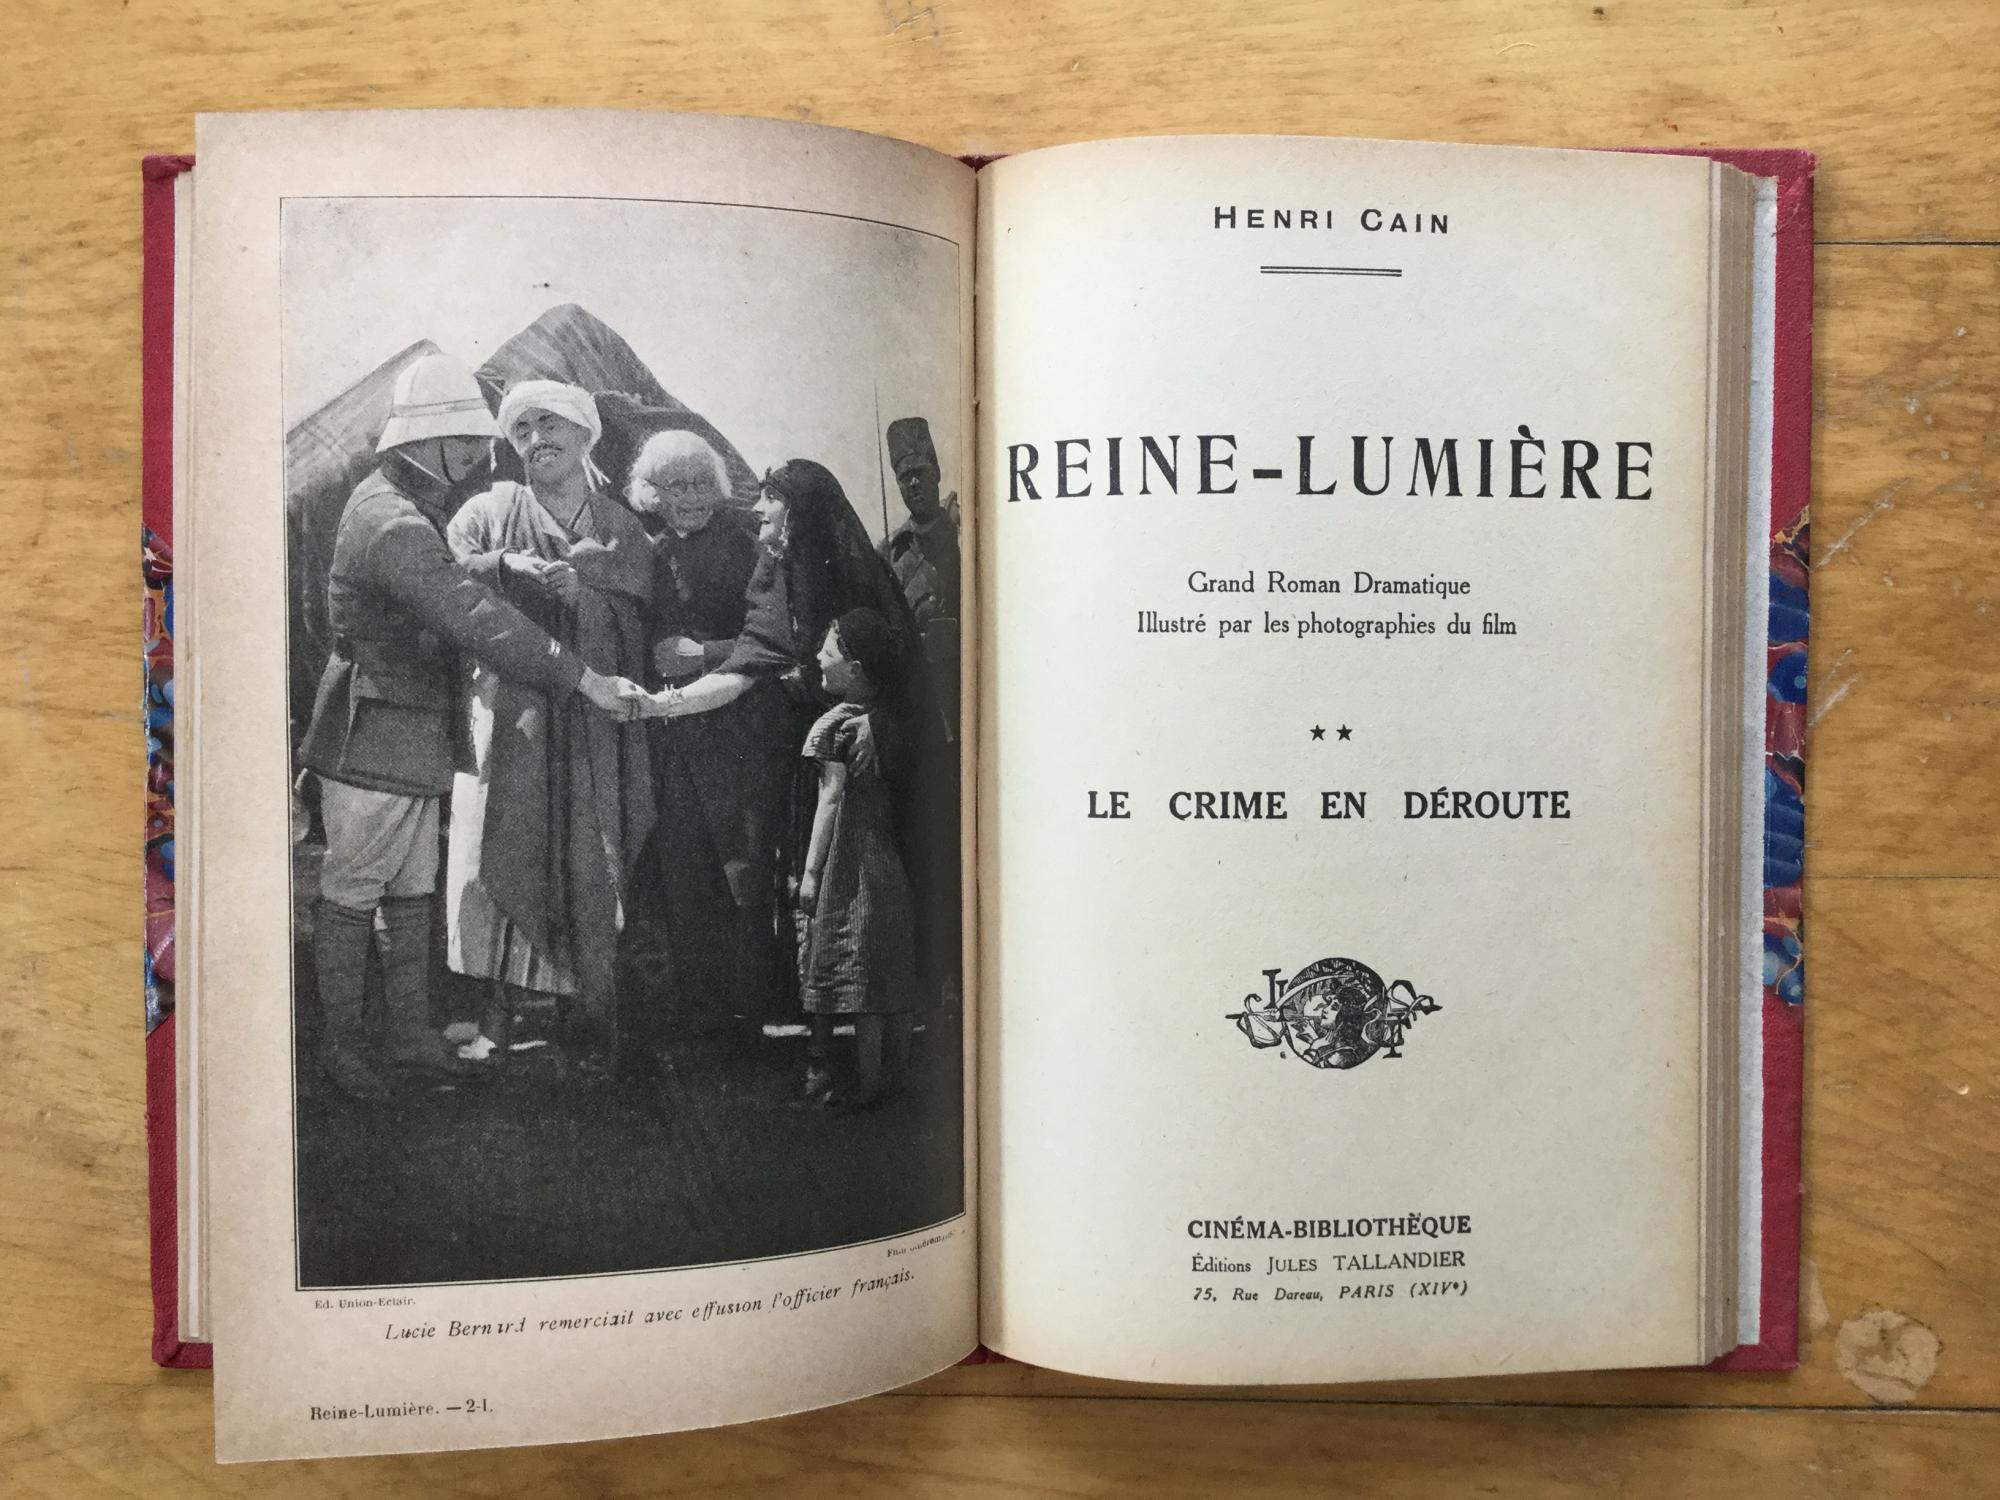 Ed. Union-Eclair.
Lucie Bernard remerciait avec effusion l'officier français.
Reine-Lumière. — 2-I.
HENRI CAIN
REINE-LUMIÈRE
Grand Roman Dramatique
Illustré par les photographies du film
★★
LE CRIME EN DÉROUTE
J T
CINÉMA-BIBLIOTHÈQUE
Éditions JULES TALLANDIER
75, Rue Dareau, PARIS (XIVe)